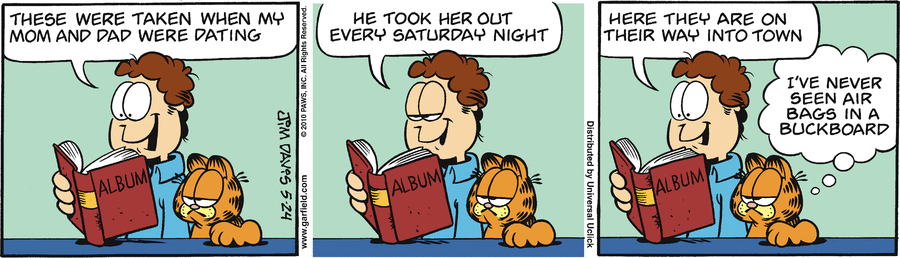 THESE WERE TAKEN WHEN MY
MOM AND DAD WERE DATING
ALBUM
JIM DAVIS 5-24
© 2010 PAWS, INC. All Rights Reserved.
www.garfield.com
HE TOOK HER OUT
EVERY SATURDAY NIGHT
ALBUM
Distributed by Universal Uclick
HERE THEY ARE ON
THEIR WAY INTO TOWN
I'VE NEVER
SEEN AIR
BAGS IN A
BUCKBOARD
ALBUM